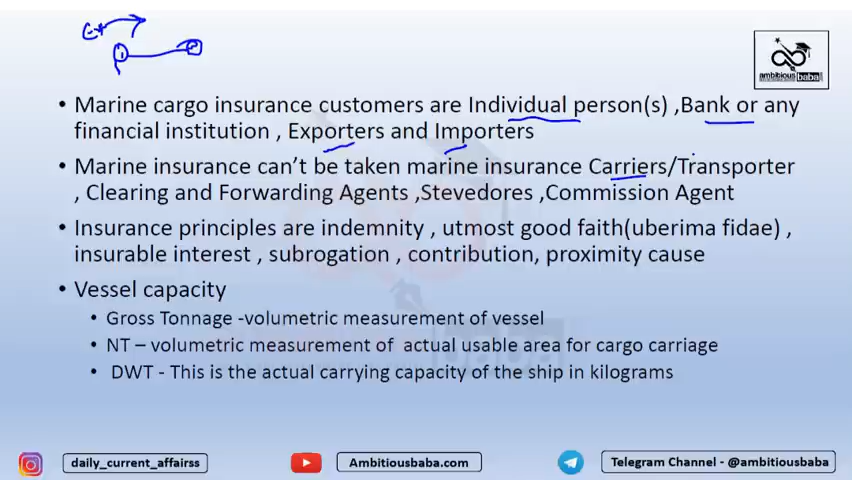 ambitiousbaba
• Marine cargo insurance customers are Individual person(s) ,Bank or any
financial institution , Exporters and Importers
• Marine insurance can’t be taken marine insurance Carriers/Transporter
, Clearing and Forwarding Agents ,Stevedores ,Commission Agent
• Insurance principles are indemnity , utmost good faith(uberima fidae) ,
insurable interest , subrogation , contribution, proximity cause
• Vessel capacity
• Gross Tonnage -volumetric measurement of vessel
• NT – volumetric measurement of actual usable area for cargo carriage
• DWT - This is the actual carrying capacity of the ship in kilograms
daily_current_affairss
Ambitiousbaba.com
Telegram Channel - @ambitiousbaba